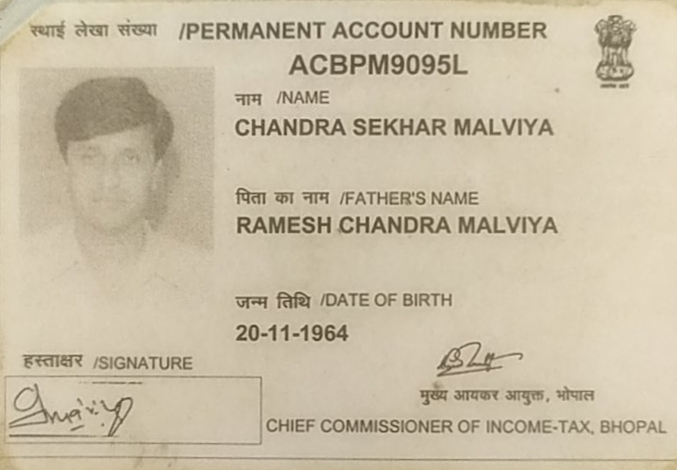 स्थाई लेखा संख्या /PERMANENT ACCOUNT NUMBER
ACBPM9095L
नाम /NAME
CHANDRA SEKHAR MALVIYA
पिता का नाम /FATHER'S NAME
RAMESH CHANDRA MALVIYA
जन्म तिथि /DATE OF BIRTH
20-11-1964
हस्ताक्षर /SIGNATURE
मुख्य आयकर आयुक्त, भोपाल
CHIEF COMMISSIONER OF INCOME-TAX, BHOPAL